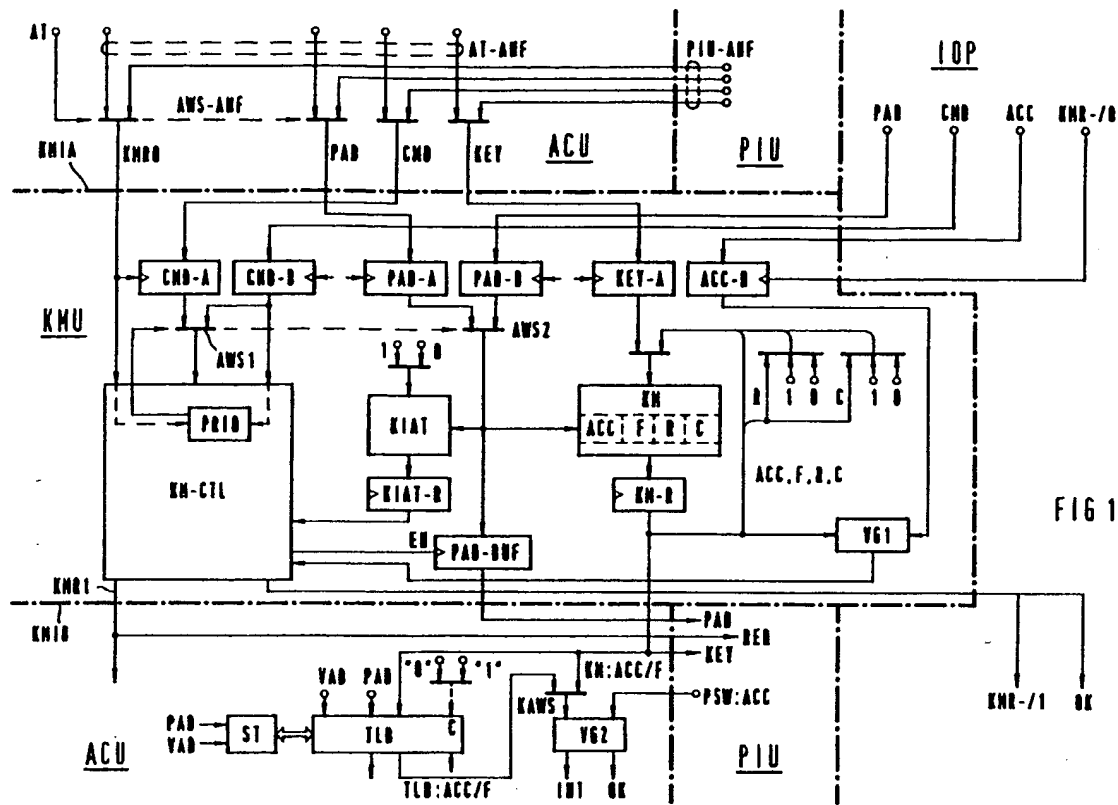 AT
AT-ANF
PIU-ANF
IOP
AWS-ANF
PAD
CMD
ACC
KMR-/0
KMR0
PAD
CMD
KEY
ACU
PIU
KMIA
CMD-A
CMD-B
PAD-A
PAD-B
KEY-A
ACC-B
KMU
AWS1
AWS2
1 0
R 1 0 C 1 0
PRIO
KIAT
KM
ACC F R C
KM-CTL
KIAT-R
KM-R
ACC,F,R,C
FIG 1
EN
PAD-BUF
VG1
KMR1
KMIB
PAD
RER
KEY
VAD
PAD
"0"
"1"
KM:ACC/F
KAWS
PSW:ACC
KMR-/1
OK
PAD
VAD
ST
TLB
C
VG2
ACU
TLB:ACC/F
INT
OK
PIU